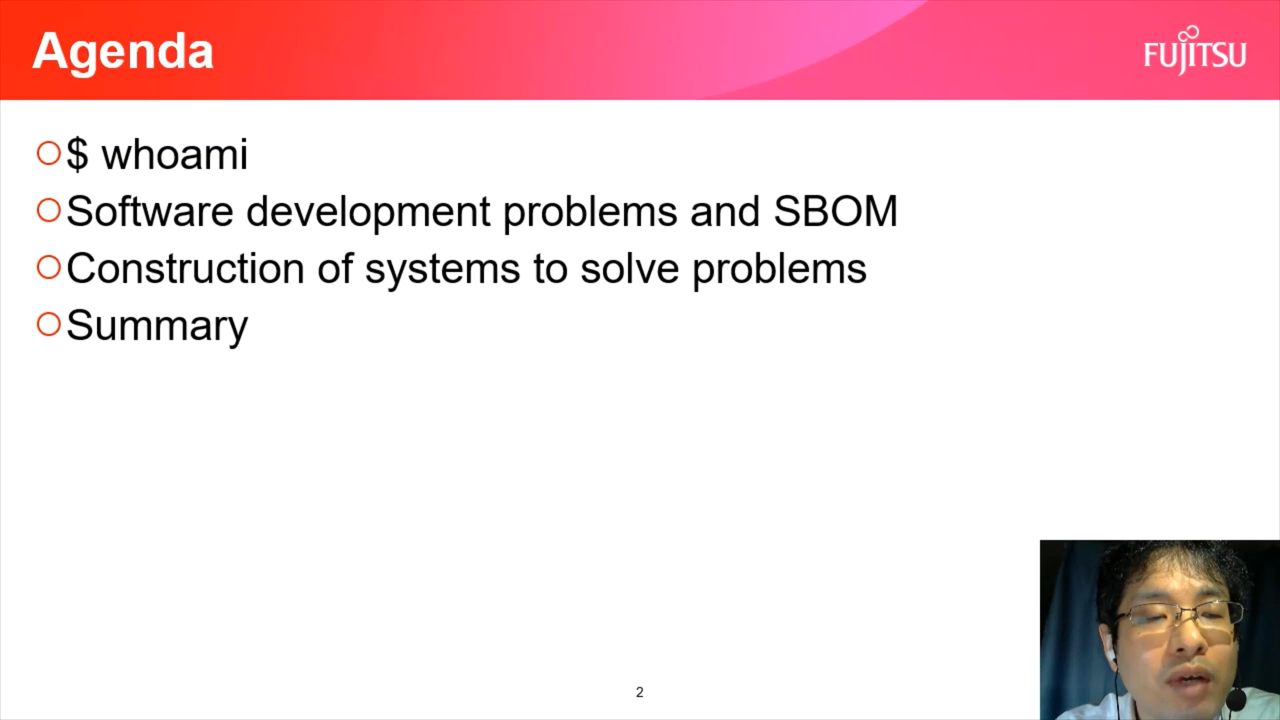 Agenda
FUJITSU
$ whoami
Software development problems and SBOM
Construction of systems to solve problems
Summary
2